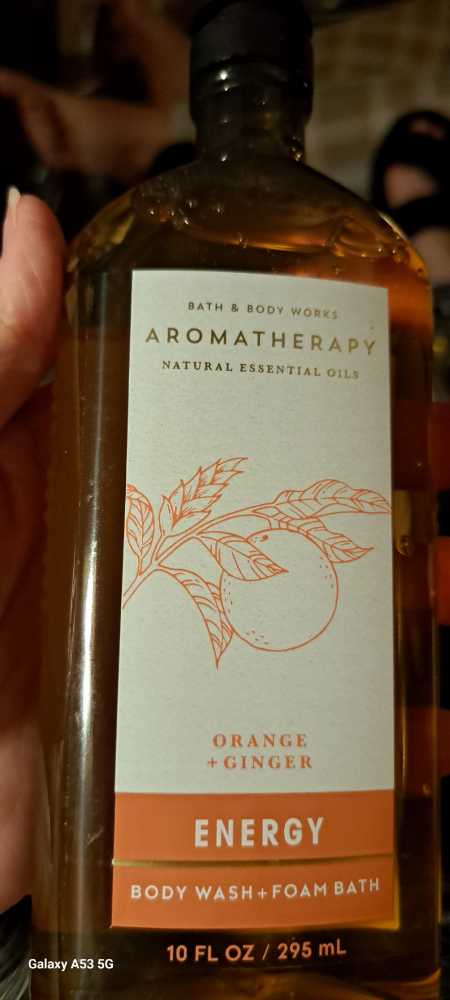 BATH & BODY WORKS
AROMATHERAPY
NATURAL ESSENTIAL OILS
ORANGE
+ GINGER
ENERGY
BODY WASH + FOAM BATH
10 FL OZ / 295 mL
Galaxy A53 5G